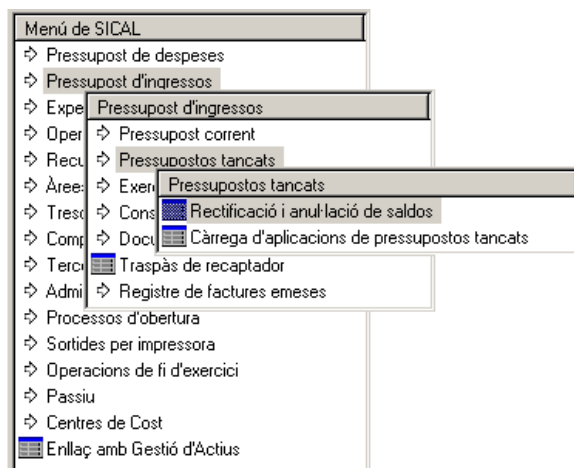 Menú de SICAL
Pressupost de despeses
Pressupost d'ingressos
Pressupost d'ingressos
Pressupost corrent
Pressupostos tancats
Pressupostos tancats
Rectificació i anul·lació de saldos
Càrrega d'aplicacions de pressupostos tancats
Traspàs de recaptador
Registre de factures emeses
Processos d'obertura
Sortides per impressora
Operacions de fi d'exercici
Passiu
Centres de Cost
Enllaç amb Gestió d'Actius